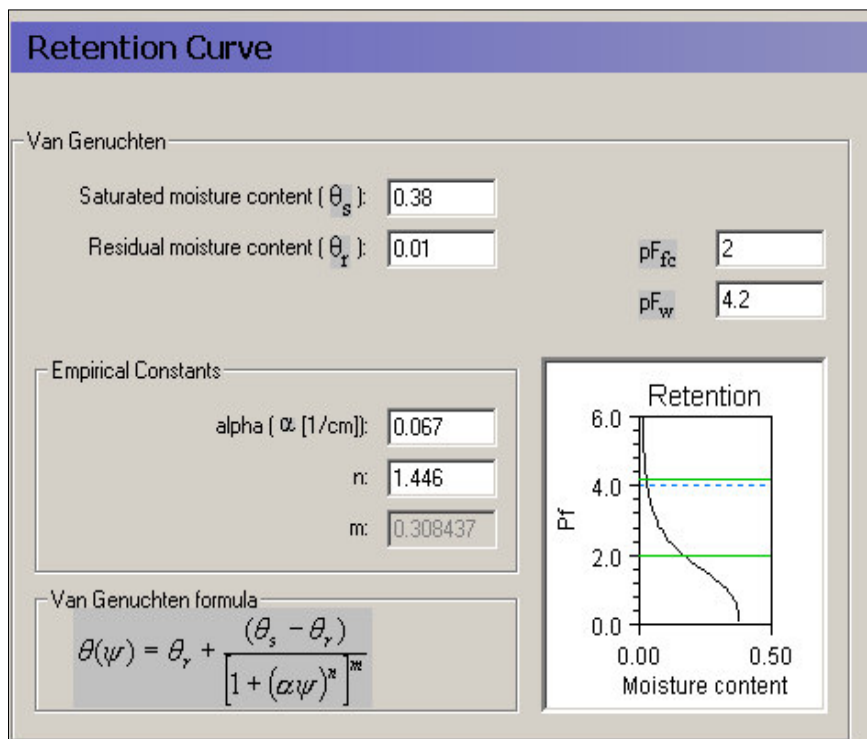 Retention Curve
Van Genuchten
Saturated moisture content ( θs ): 0.38
Residual moisture content ( θr ): 0.01
pFfc 2
pFw 4.2
Empirical Constants
alpha ( α [1/cm]): 0.067
n: 1.446
m: 0.308437
Van Genuchten formula
θ(ψ) = θr + (θs − θr) / [1 + (αψ)^n]^m
Retention
6.0
4.0
2.0
0.0
Pf
0.00 0.50
Moisture content